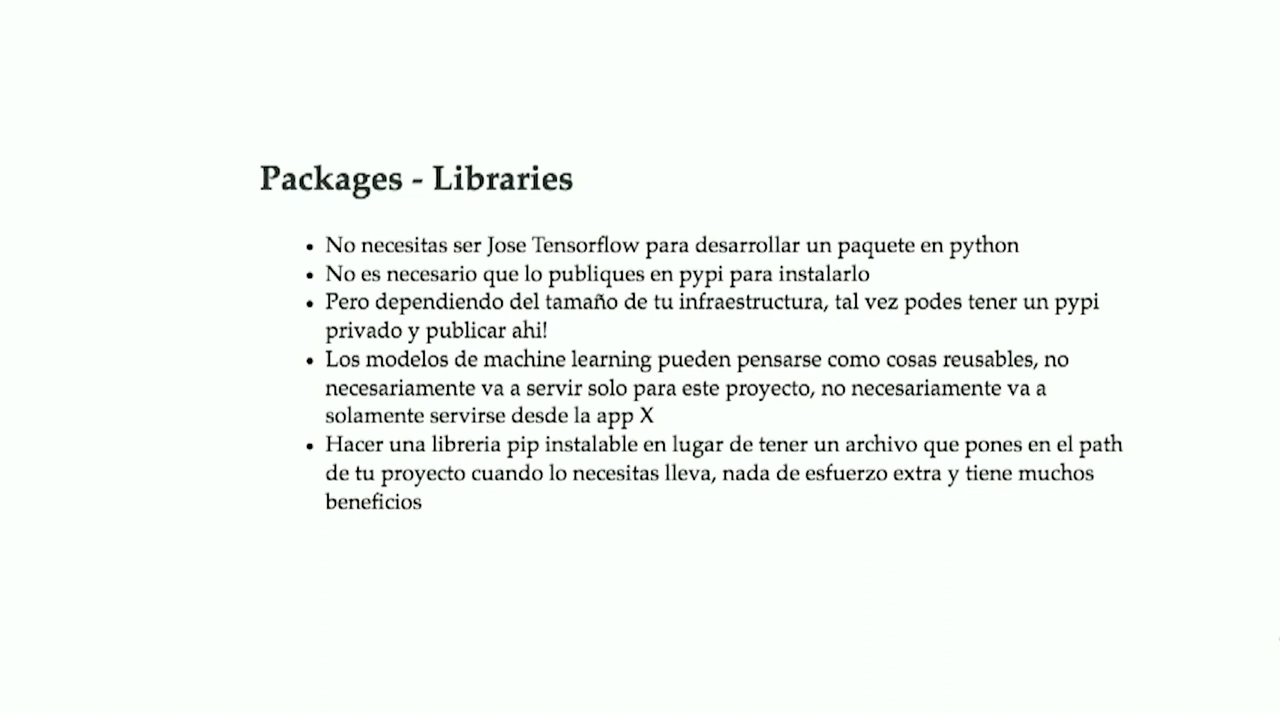 Packages - Libraries
• No necesitas ser Jose Tensorflow para desarrollar un paquete en python
• No es necesario que lo publiques en pypi para instalarlo
• Pero dependiendo del tamaño de tu infraestructura, tal vez podes tener un pypi
privado y publicar ahi!
• Los modelos de machine learning pueden pensarse como cosas reusables, no
necesariamente va a servir solo para este proyecto, no necesariamente va a
solamente servirse desde la app X
• Hacer una libreria pip instalable en lugar de tener un archivo que pones en el path
de tu proyecto cuando lo necesitas lleva, nada de esfuerzo extra y tiene muchos
beneficios